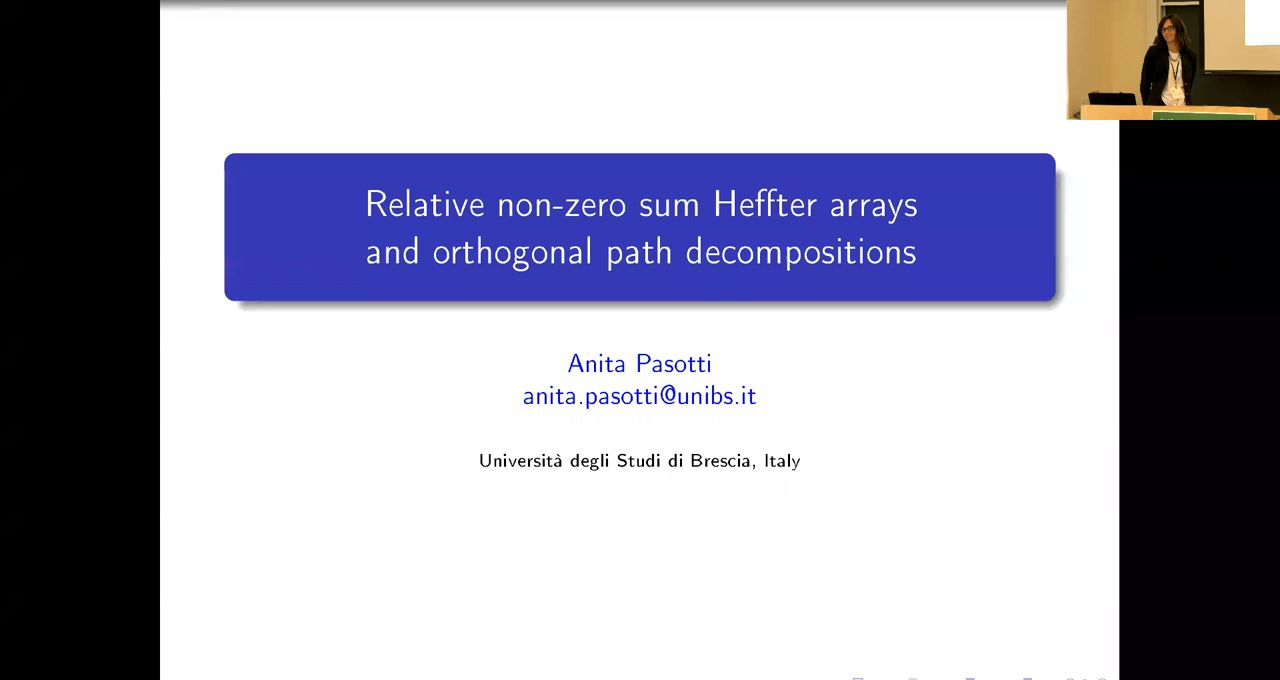 Relative non-zero sum Heffter arrays
and orthogonal path decompositions
Anita Pasotti
anita.pasotti@unibs.it
Università degli Studi di Brescia, Italy